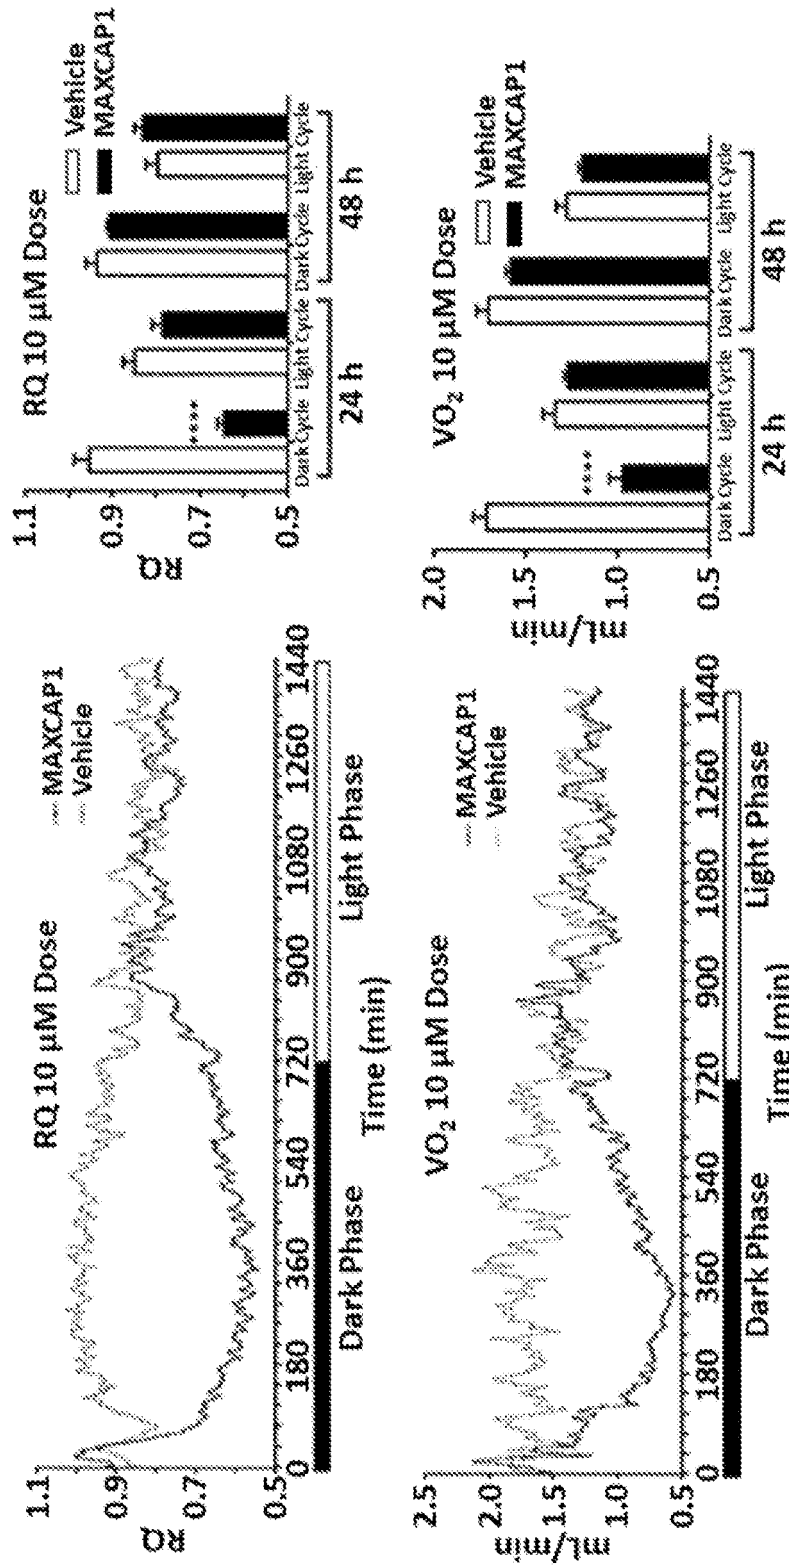 RQ 10 µM Dose
MAXCAP1
Vehicle
RQ
1.1
0.9
0.7
0.5
0 180 360 540 720 900 1080 1260 1440
Dark Phase Light Phase
Time (min)
RQ 10 µM Dose
Vehicle
MAXCAP1
RQ
1.1
0.9
0.7
0.5
****
Dark Cycle Light Cycle Dark Cycle Light Cycle
24 h 48 h
VO₂ 10 µM Dose
MAXCAP1
Vehicle
mL/min
2.5
2.0
1.5
1.0
0.5
0 180 360 540 720 900 1080 1260 1440
Dark Phase Light Phase
Time (min)
VO₂ 10 µM Dose
Vehicle
MAXCAP1
mL/min
2.0
1.5
1.0
0.5
****
Dark Cycle Light Cycle Dark Cycle Light Cycle
24 h 48 h